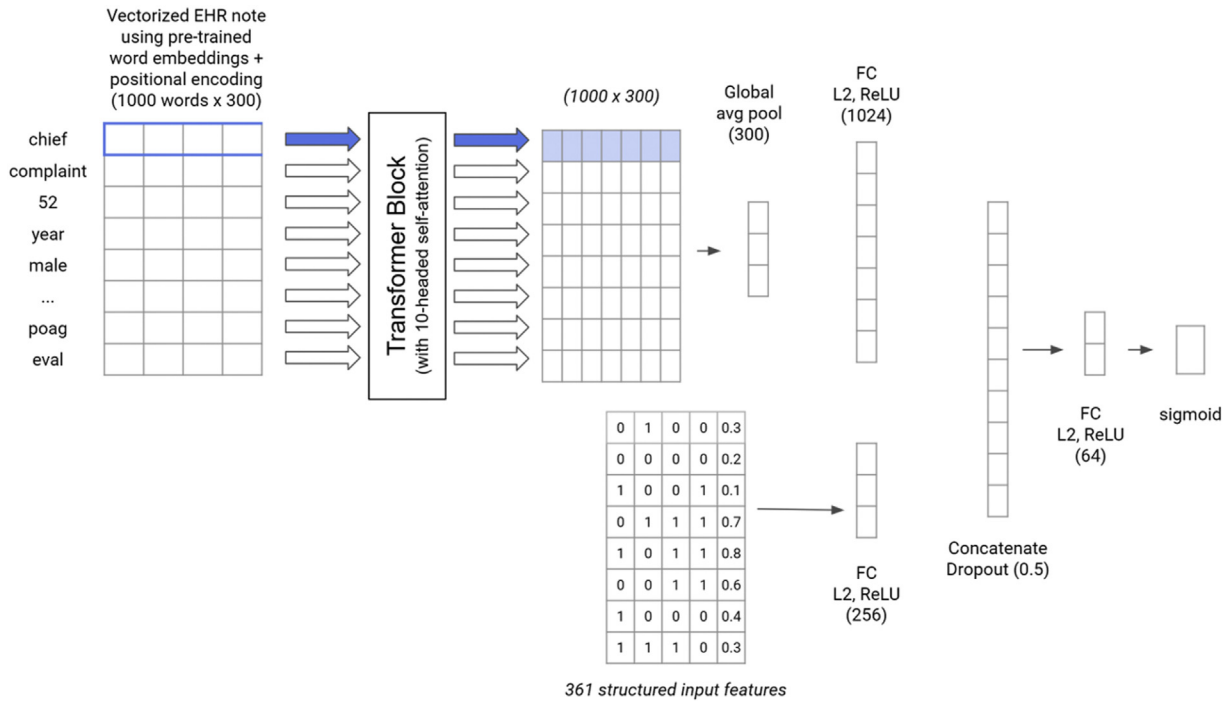 Vectorized EHR note
using pre-trained
word embeddings +
positional encoding
(1000 words x 300)
chief
complaint
52
year
male
...
poag
eval
Transformer Block
(with 10-headed self-attention)
(1000 x 300)
Global
avg pool
(300)
FC
L2, ReLU
(1024)
0 1 0 0 0.3
0 0 0 0 0.2
1 0 0 1 0.1
0 1 1 1 0.7
1 0 1 1 0.8
0 0 1 1 0.6
1 0 0 0 0.4
1 1 1 0 0.3
361 structured input features
FC
L2, ReLU
(256)
Concatenate
Dropout (0.5)
FC
L2, ReLU
(64)
sigmoid